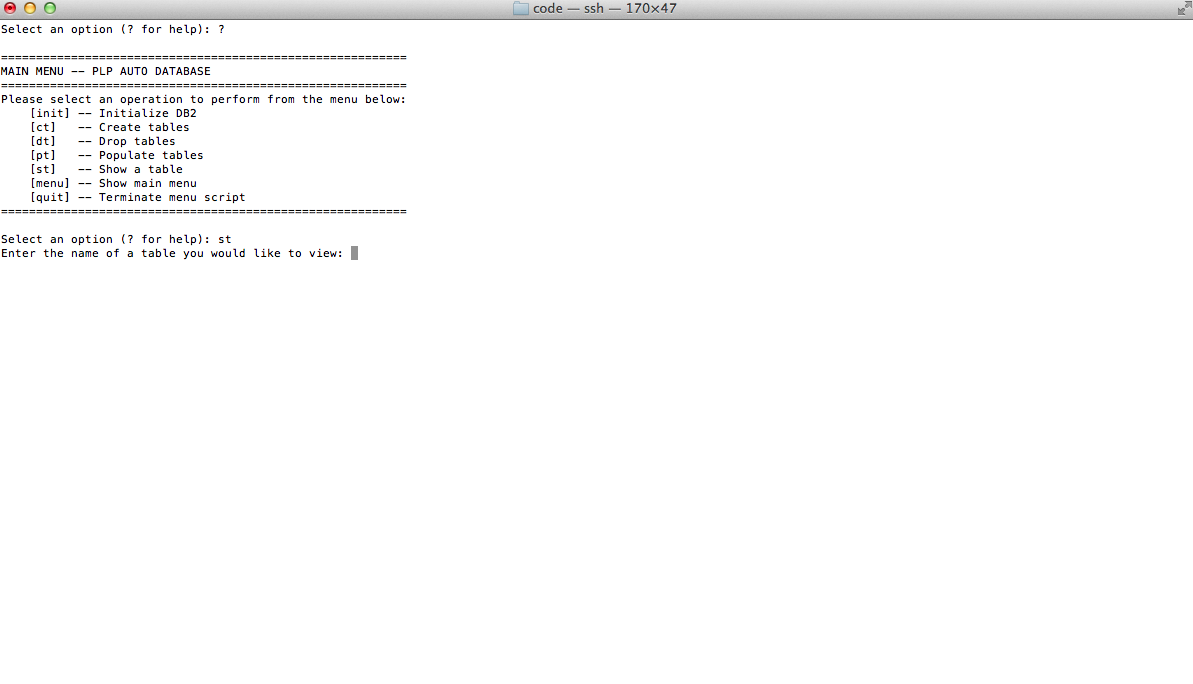 code — ssh — 170×47
Select an option (? for help): ?
==========================================================
MAIN MENU -- PLP AUTO DATABASE
==========================================================
Please select an operation to perform from the menu below:
    [init] -- Initialize DB2
    [ct]   -- Create tables
    [dt]   -- Drop tables
    [pt]   -- Populate tables
    [st]   -- Show a table
    [menu] -- Show main menu
    [quit] -- Terminate menu script
==========================================================
Select an option (? for help): st
Enter the name of a table you would like to view: